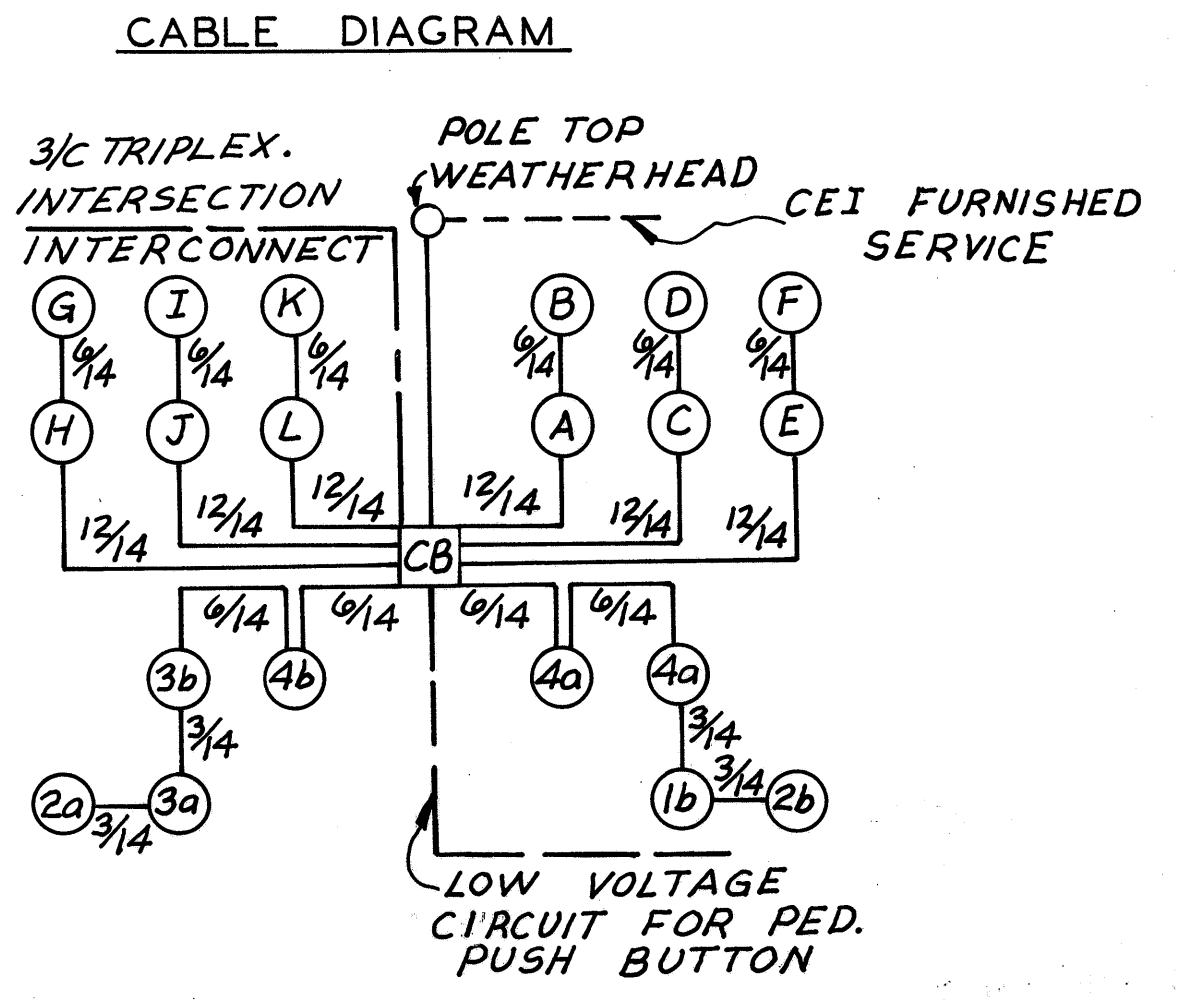 CABLE DIAGRAM
3/C TRIPLEX.
INTERSECTION
INTERCONNECT
POLE TOP
WEATHERHEAD
CEI FURNISHED
SERVICE
G I K B D F
6/14 6/14 6/14 6/14 6/14 6/14
H J L A C E
12/14 12/14 12/14 12/14 12/14 12/14
CB
6/14 6/14 6/14 6/14
3b 4b 4a 4a
3/14 3/14
2a 3a 1b 2b
3/14 3/14
LOW VOLTAGE
CIRCUIT FOR PED.
PUSH BUTTON